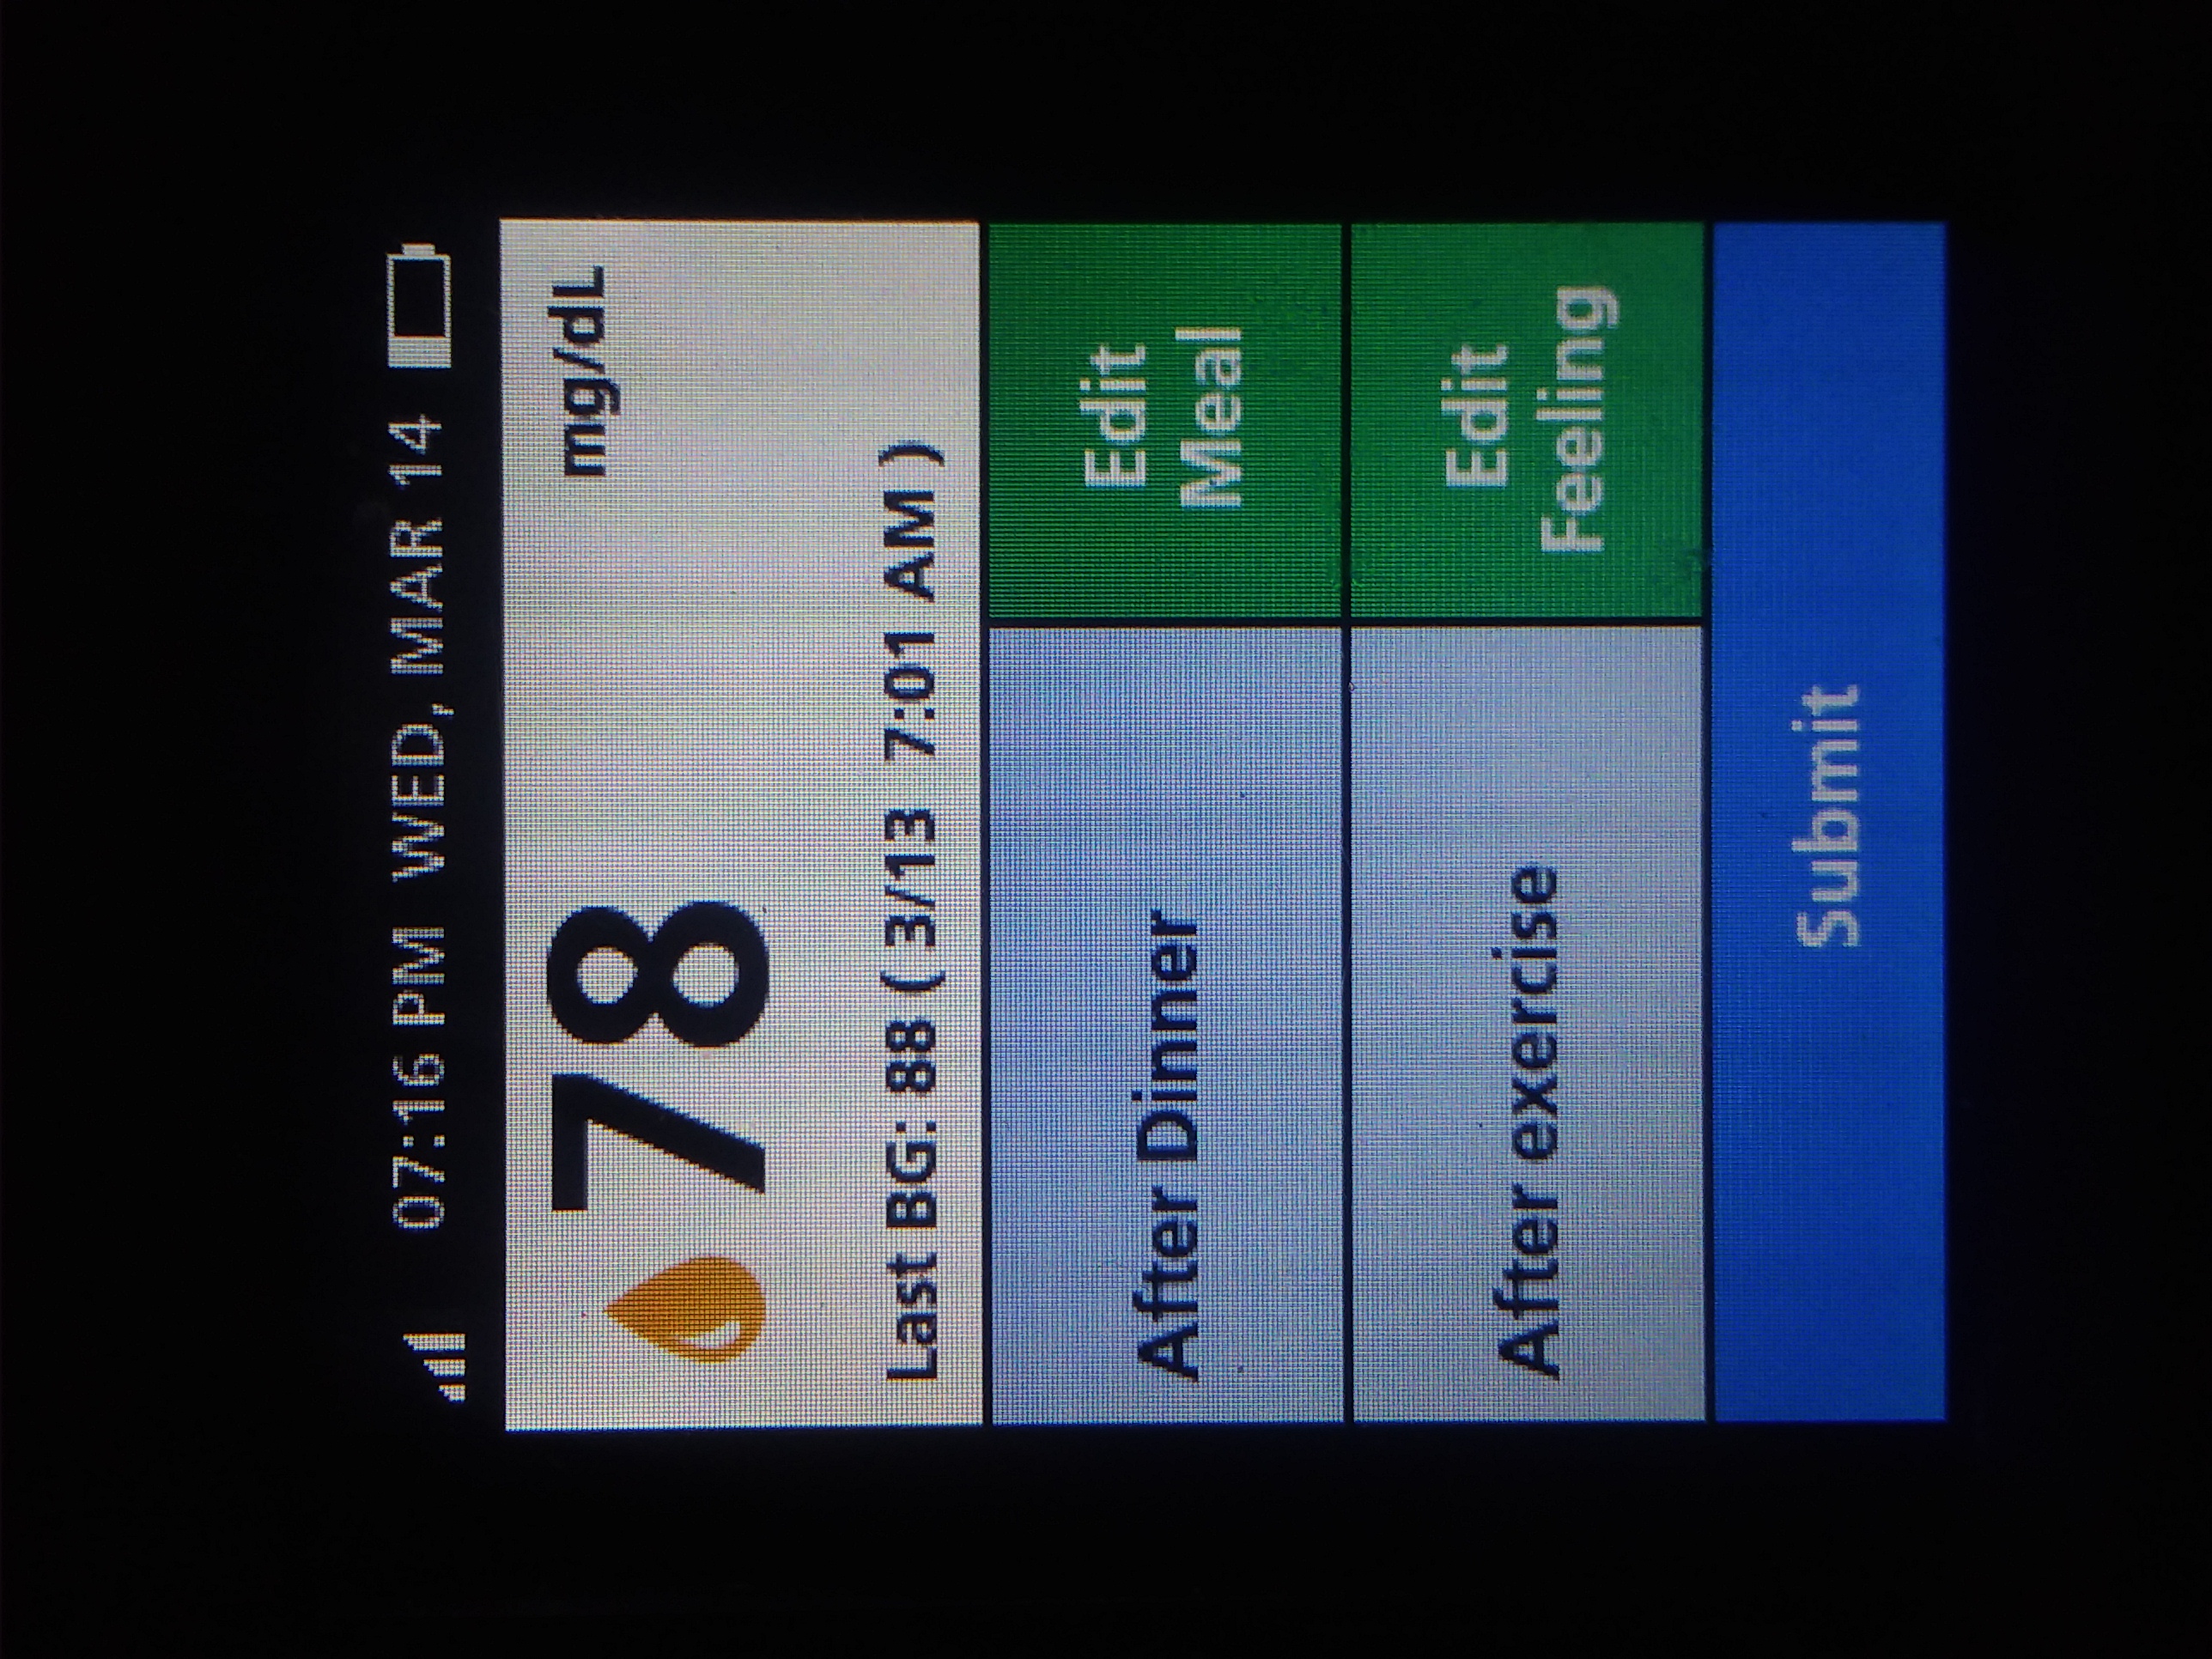 07:16 PM WED, MAR 14
78 mg/dL
Last BG: 88 ( 3/13 7:01 AM )
After Dinner
Edit
Meal
After exercise
Edit
Feeling
Submit